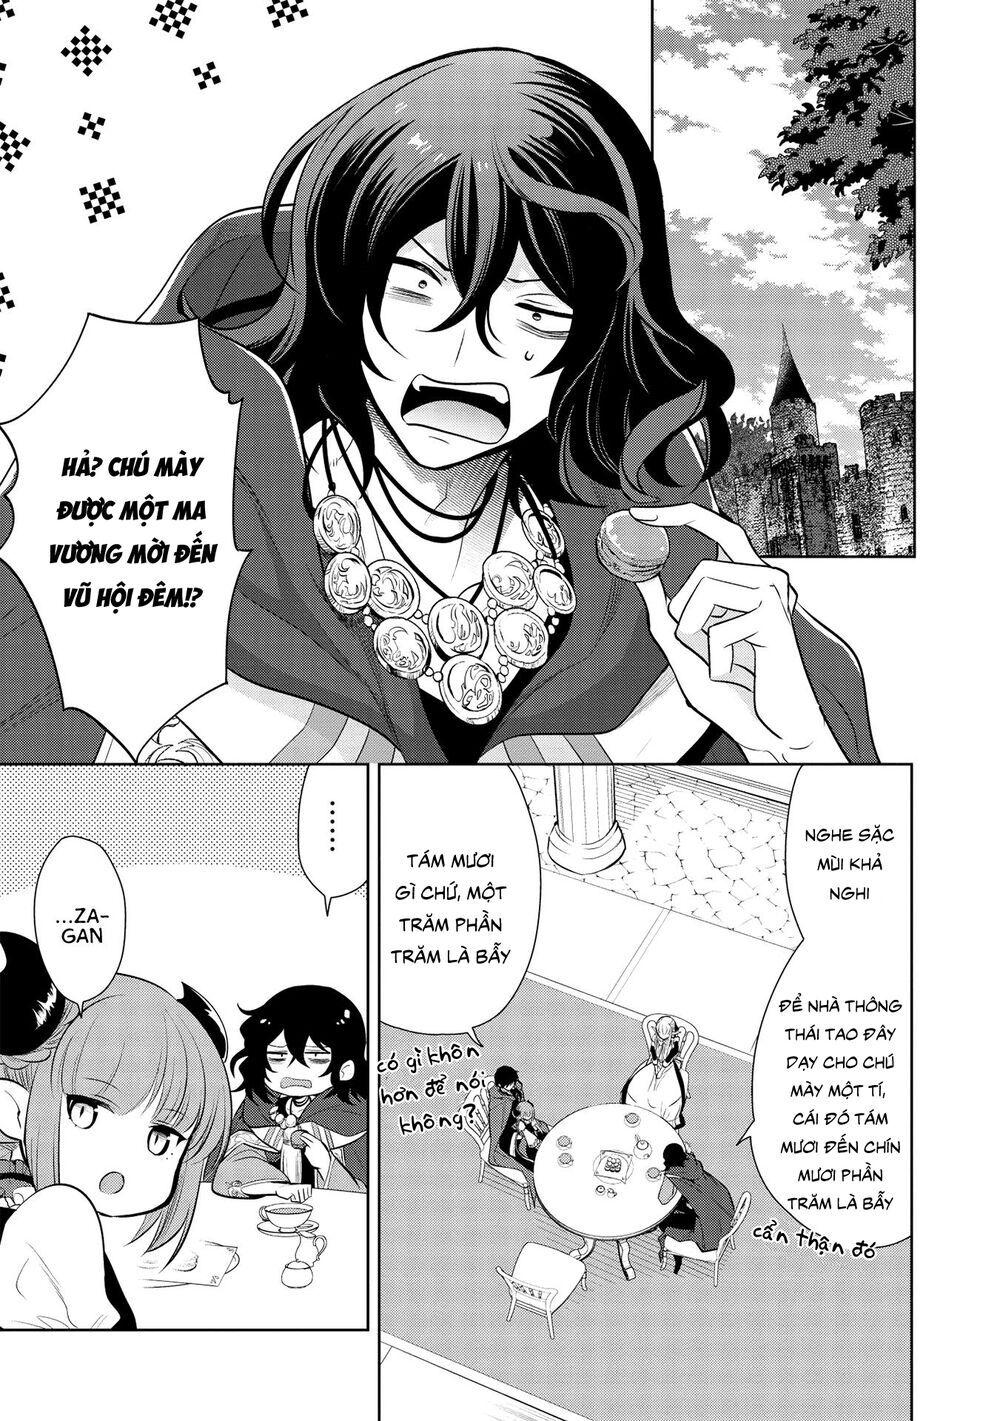 HẢ? CHÚ MÀY
ĐƯỢC MỘT MA
VƯƠNG MỜI ĐẾN
VŨ HỘI ĐÊM!?
NGHE SẶC
MÙI KHẢ
NGHI
ĐỂ NHÀ THÔNG
THÁI TAO ĐÂY
DẠY CHO CHÚ
MÀY MỘT TÍ,
CÁI ĐÓ TÁM
MƯƠI ĐẾN CHÍN
MƯƠI PHẦN
TRĂM LÀ BẪY
cẩn thận đó
TÁM MƯƠI
GÌ CHỨ, MỘT
TRĂM PHẦN
TRĂM LÀ BẪY
có gì khôn
hơn để nói
không?
......
...ZA-
GAN